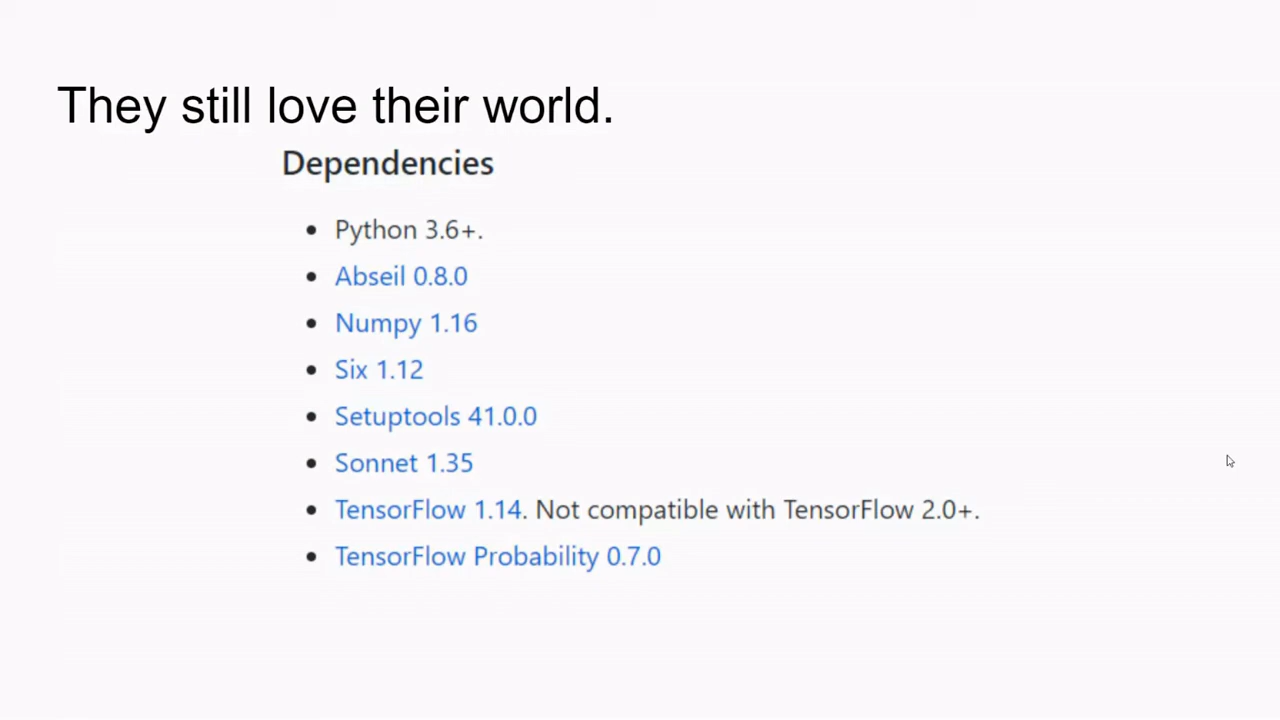 They still love their world.
Dependencies
Python 3.6+.
Abseil 0.8.0
Numpy 1.16
Six 1.12
Setuptools 41.0.0
Sonnet 1.35
TensorFlow 1.14. Not compatible with TensorFlow 2.0+.
TensorFlow Probability 0.7.0